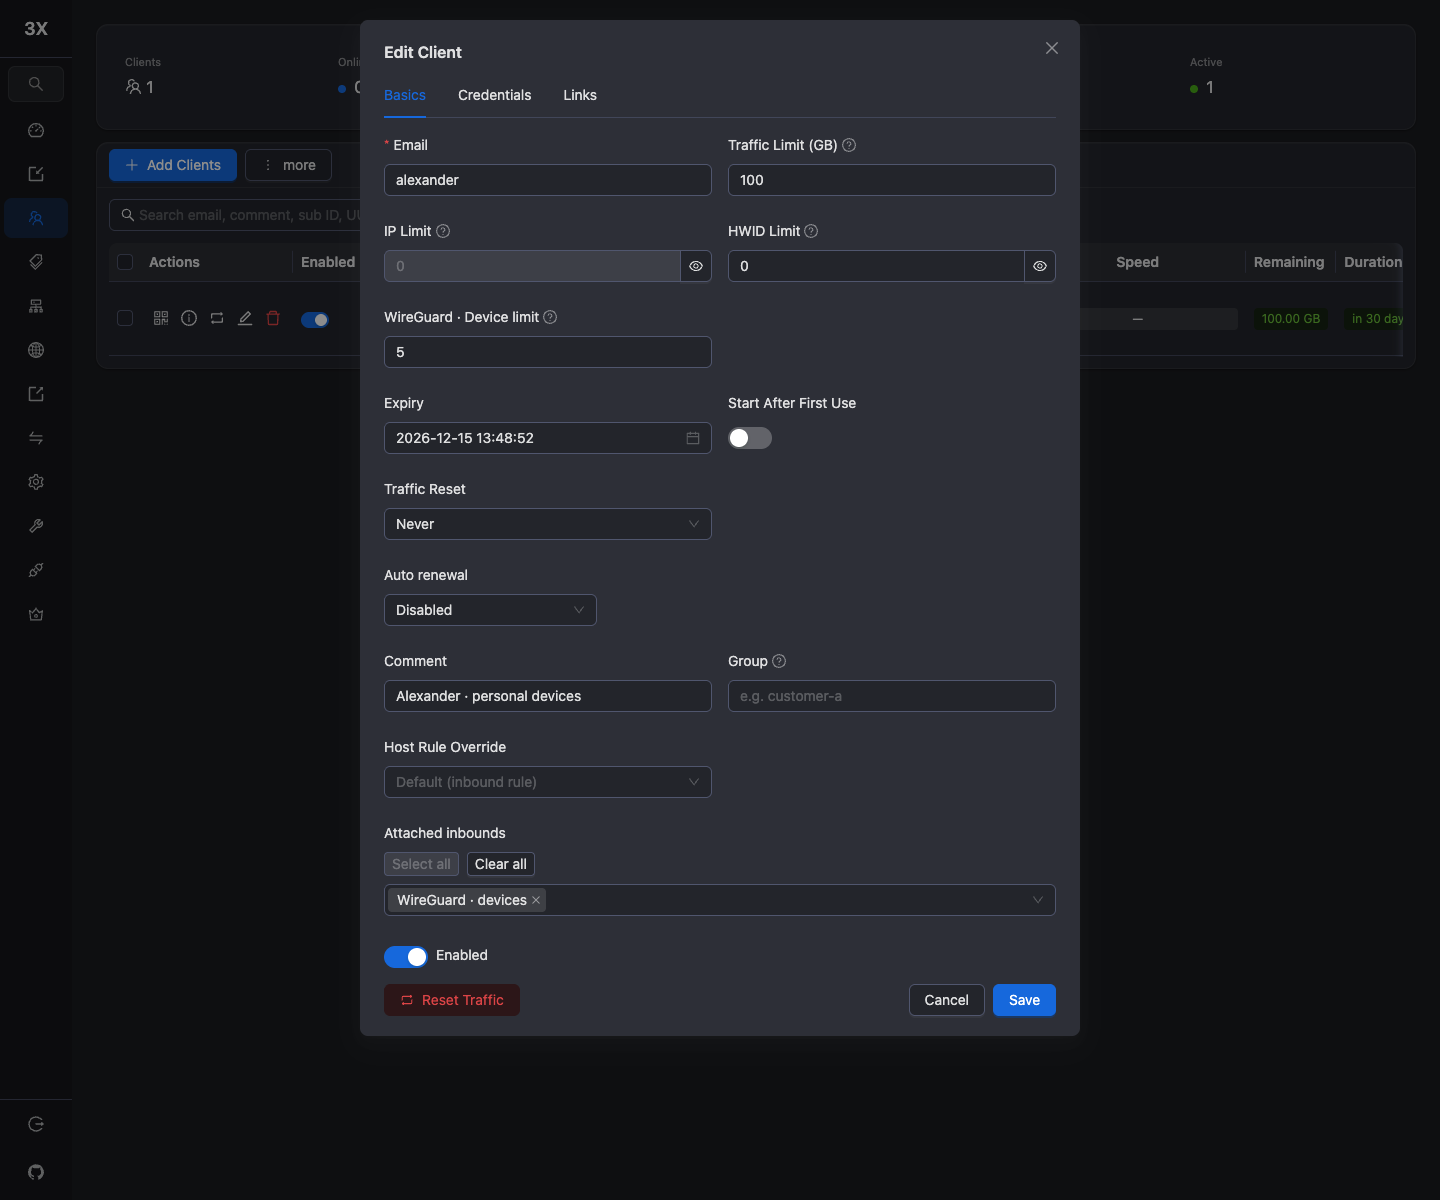 3X
Clients
1
Onli
0
Active
1
Add Clients
more
Search email, comment, sub ID, UU
Actions
Enabled
Speed
Remaining
Duration
—
100.00 GB
in 30 day
Edit Client
Basics
Credentials
Links
* Email
Traffic Limit (GB)
alexander
100
IP Limit
HWID Limit
0
0
WireGuard · Device limit
5
Expiry
Start After First Use
2026-12-15 13:48:52
Traffic Reset
Never
Auto renewal
Disabled
Comment
Group
Alexander · personal devices
e.g. customer-a
Host Rule Override
Default (inbound rule)
Attached inbounds
Select all
Clear all
WireGuard · devices
Enabled
Reset Traffic
Cancel
Save